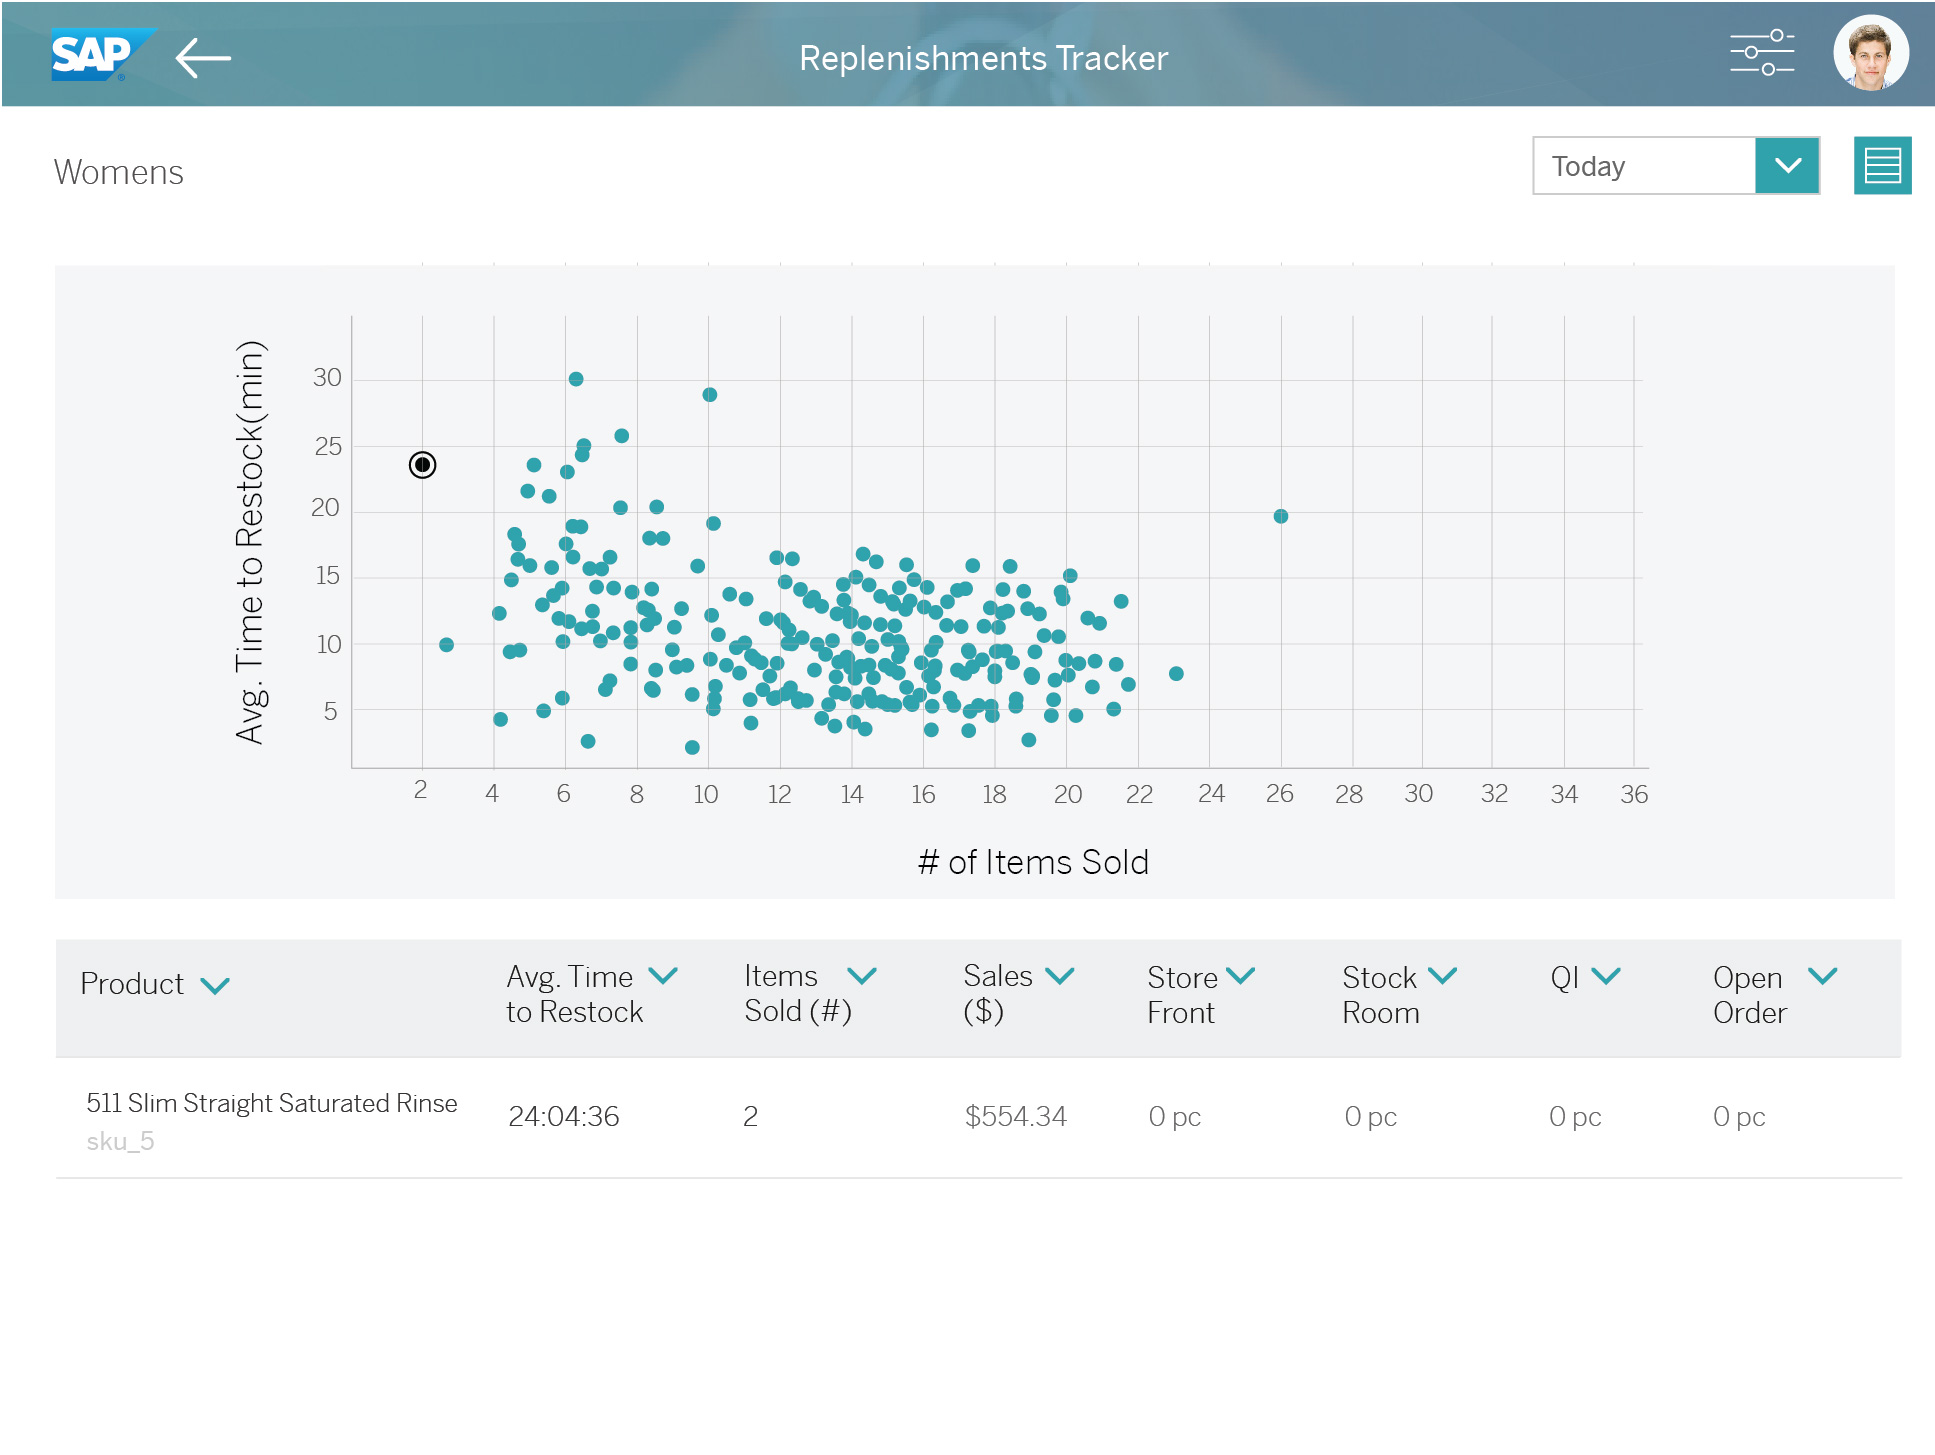 SAP
®
Replenishments Tracker
Womens
Today
Avg. Time to Restock(min)
30
25
20
15
10
5
2 4 6 8 10 12 14 16 18 20 22 24 26 28 30 32 34 36
# of Items Sold
Product
Avg. Time
to Restock
Items
Sold (#)
Sales
($)
Store
Front
Stock
Room
QI
Open
Order
511 Slim Straight Saturated Rinse
sku_5
24:04:36
2
$554.34
0 pc
0 pc
0 pc
0 pc